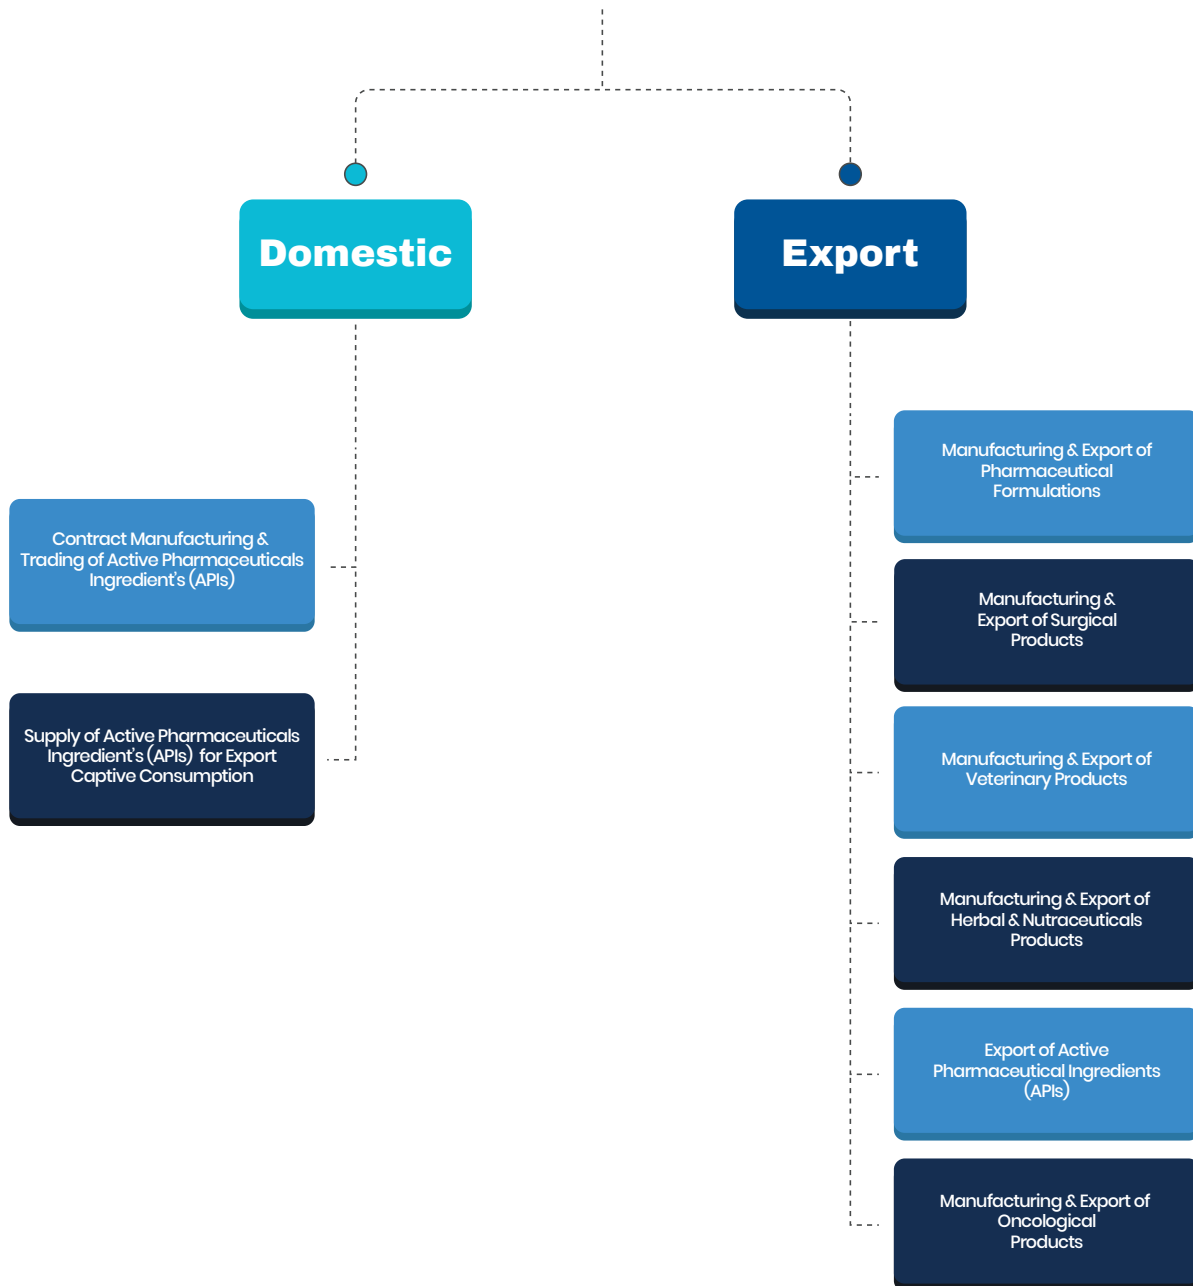 Domestic
Export
Contract Manufacturing &
Trading of Active Pharmaceuticals
Ingredient's (APIs)
Supply of Active Pharmaceuticals
Ingredient's (APIs) for Export
Captive Consumption
Manufacturing & Export of
Pharmaceutical
Formulations
Manufacturing &
Export of Surgical
Products
Manufacturing & Export of
Veterinary Products
Manufacturing & Export of
Herbal & Nutraceuticals
Products
Export of Active
Pharmaceutical Ingredients
(APIs)
Manufacturing & Export of
Oncological
Products